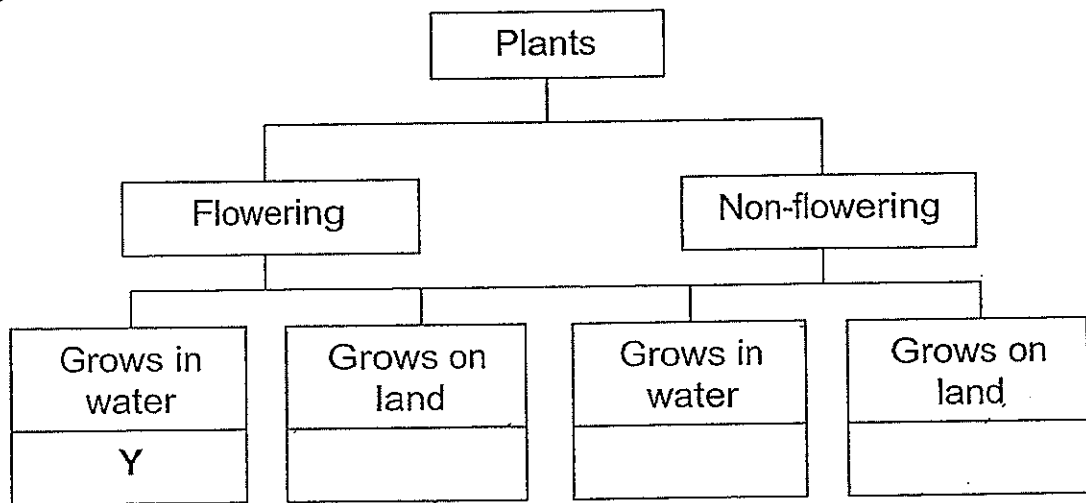 Plants
Flowering
Non-flowering
Grows in
water
Grows on
land
Grows in
water
Grows on
land
Y